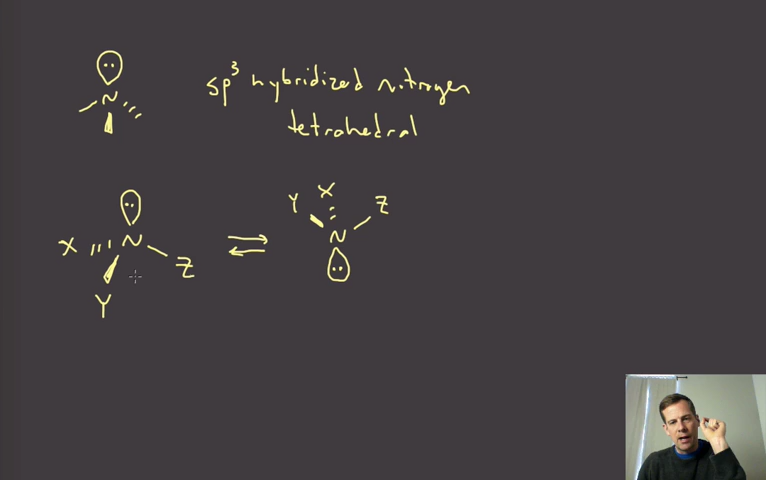 sp³ hybridized nitrogen
N
tetrahedral
Y X Z
X N
N
Z
Y